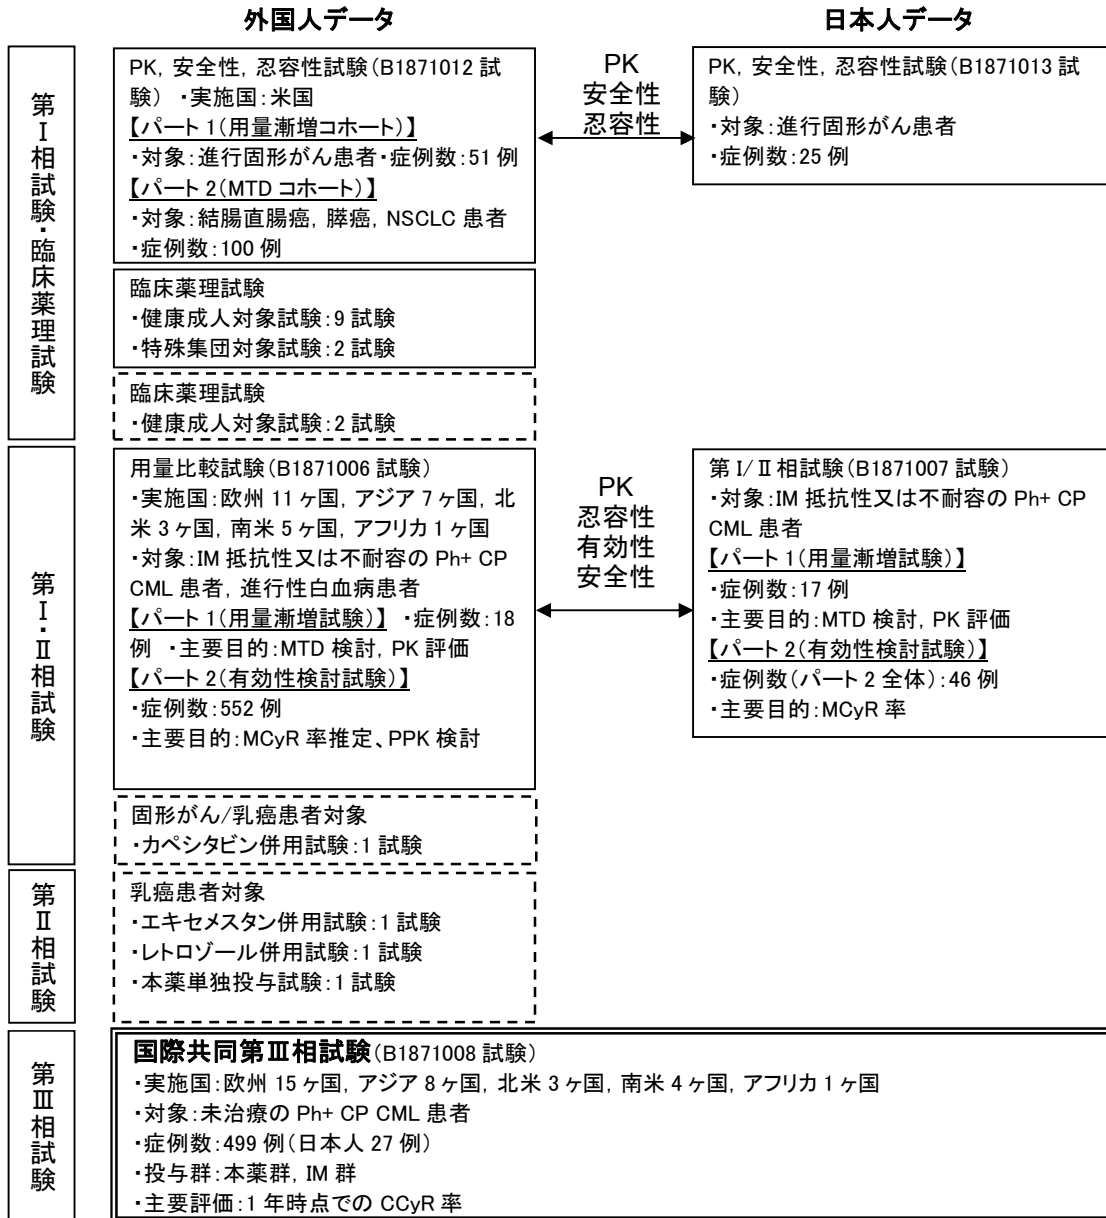 外国人データ
日本人データ
第Ⅰ相試験・臨床薬理試験
PK, 安全性, 忍容性試験(B1871012 試
験) ・実施国:米国
【パート 1(用量漸増コホート)】
・対象:進行固形がん患者・症例数:51 例
【パート 2(MTD コホート)】
・対象:結腸直腸癌, 膵癌, NSCLC 患者
・症例数:100 例
PK
安全性
忍容性
PK, 安全性, 忍容性試験(B1871013 試
験)
・対象:進行固形がん患者
・症例数:25 例
臨床薬理試験
・健康成人対象試験:9 試験
・特殊集団対象試験:2 試験
臨床薬理試験
・健康成人対象試験:2 試験
第Ⅰ・Ⅱ相試験
用量比較試験(B1871006 試験)
・実施国:欧州 11 ヶ国, アジア 7 ヶ国, 北
米 3 ヶ国, 南米 5 ヶ国, アフリカ 1 ヶ国
・対象:IM 抵抗性又は不耐容の Ph+ CP
CML 患者, 進行性白血病患者
【パート 1(用量漸増試験)】 ・症例数:18
例 ・主要目的:MTD 検討, PK 評価
【パート 2(有効性検討試験)】
・症例数:552 例
・主要目的:MCyR 率推定、PPK 検討
PK
忍容性
有効性
安全性
第 I/Ⅱ相試験(B1871007 試験)
・対象:IM 抵抗性又は不耐容の Ph+ CP
CML 患者
【パート 1(用量漸増試験)】
・症例数:17 例
・主要目的:MTD 検討, PK 評価
【パート 2(有効性検討試験)】
・症例数(パート 2 全体):46 例
・主要目的:MCyR 率
固形がん/乳癌患者対象
・カペシタビン併用試験:1 試験
第Ⅱ相試験
乳癌患者対象
・エキセメスタン併用試験:1 試験
・レトロゾール併用試験:1 試験
・本薬単独投与試験:1 試験
第Ⅲ相試験
国際共同第Ⅲ相試験(B1871008 試験)
・実施国:欧州 15 ヶ国, アジア 8 ヶ国, 北米 3 ヶ国, 南米 4 ヶ国, アフリカ 1 ヶ国
・対象:未治療の Ph+ CP CML 患者
・症例数:499 例(日本人 27 例)
・投与群:本薬群, IM 群
・主要評価:1 年時点での CCyR 率